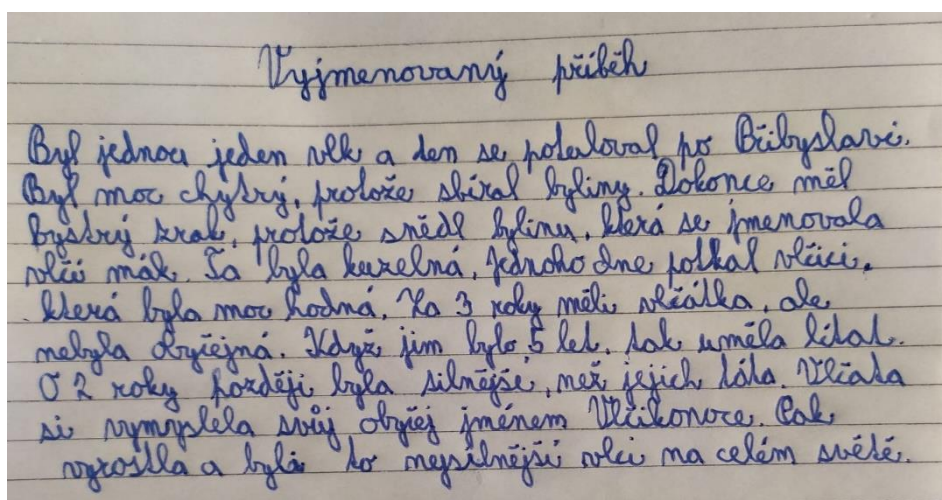 Vyjmenovaný příběh
Byl jednou jeden vlk a ten se potuloval po Přibyslavi.
Byl moc chytrý, protože sbíral byliny. Dokonce měl
bystrý zrak, protože snědl bylinu, která se jmenovala
vlčí mák. Ta byla kuzelná. Jednoho dne potkal vlčici,
která byla moc hodná. Za 3 roky měli vlčátka, ale
nebyla obyčejná. Když jim bylo 5 let, tak uměla lítat.
O 2 roky později byla silnější, než jejich táta. Vlčata
si vymyslela svůj obyčej jménem Vlčikonoce. Pak
vyrostla a byli to nejsilnější vlci na celém světě.